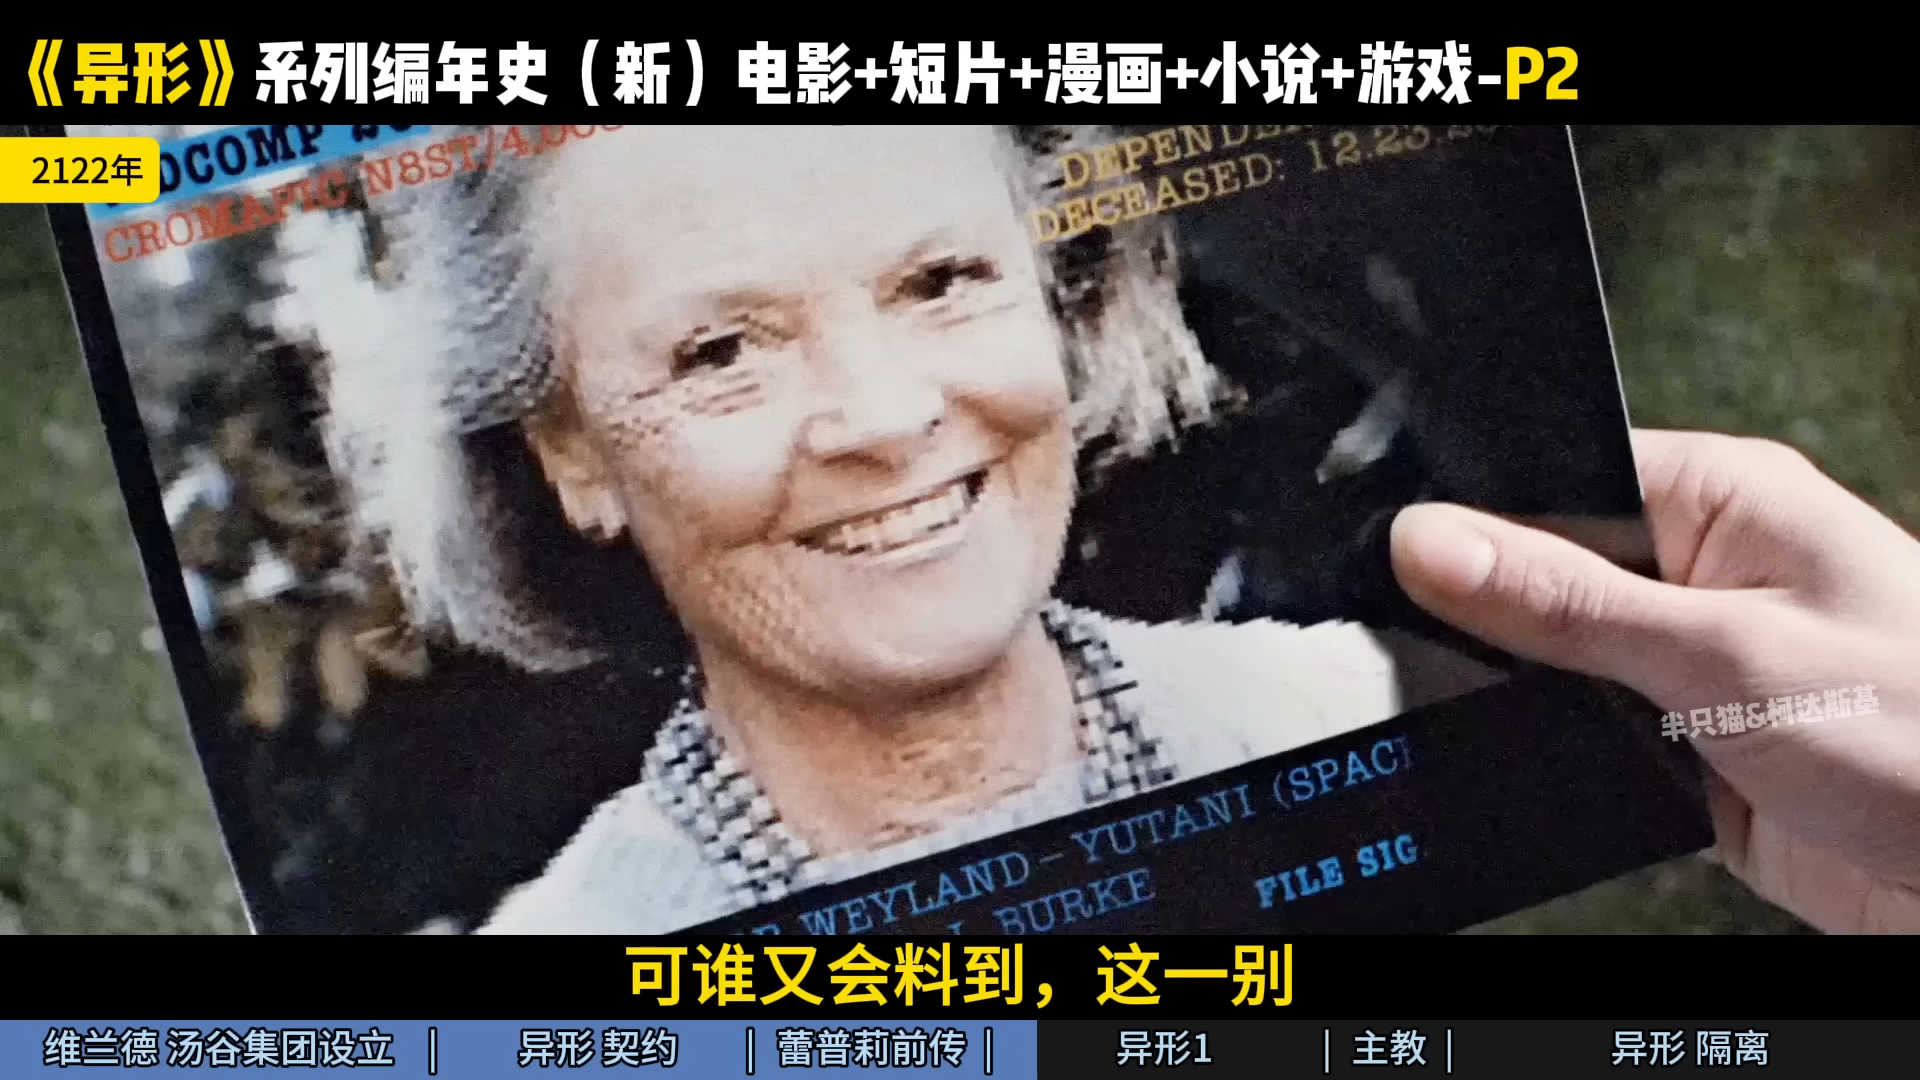 《异形》系列编年史（新）电影+短片+漫画+小说+游戏-P2
2122年
CROMAPIC N8ST/4,
DECEASED: 12.23.
WEYLAND-YUTANI
BURKE
FILE SIG
半只猫&柯达斯基
可谁又会料到，这一别
维兰德 汤谷集团设立 | 异形 契约 | 蕾普莉前传 | 异形1 | 主教 | 异形 隔离